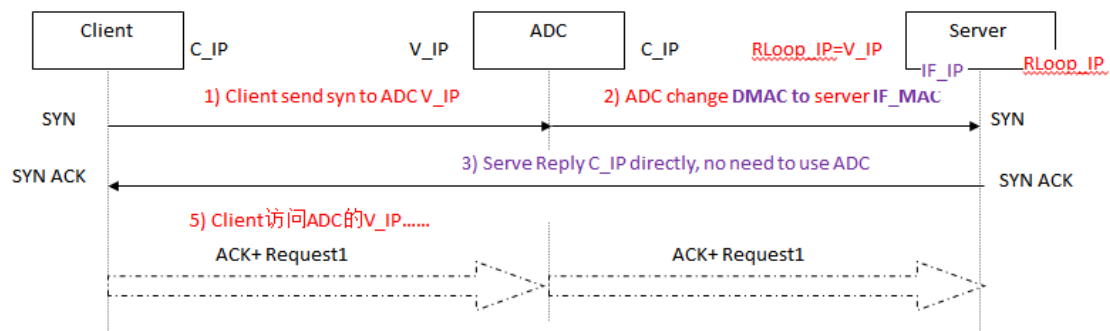 Client
ADC
Server
C_IP
V_IP
C_IP
RLoop_IP=V_IP
IF_IP
RLoop_IP
1) Client send syn to ADC V_IP
2) ADC change DMAC to server IF_MAC
SYN
SYN
3) Serve Reply C_IP directly, no need to use ADC
SYN ACK
SYN ACK
5) Client访问ADC的V_IP......
ACK+ Request1
ACK+ Request1